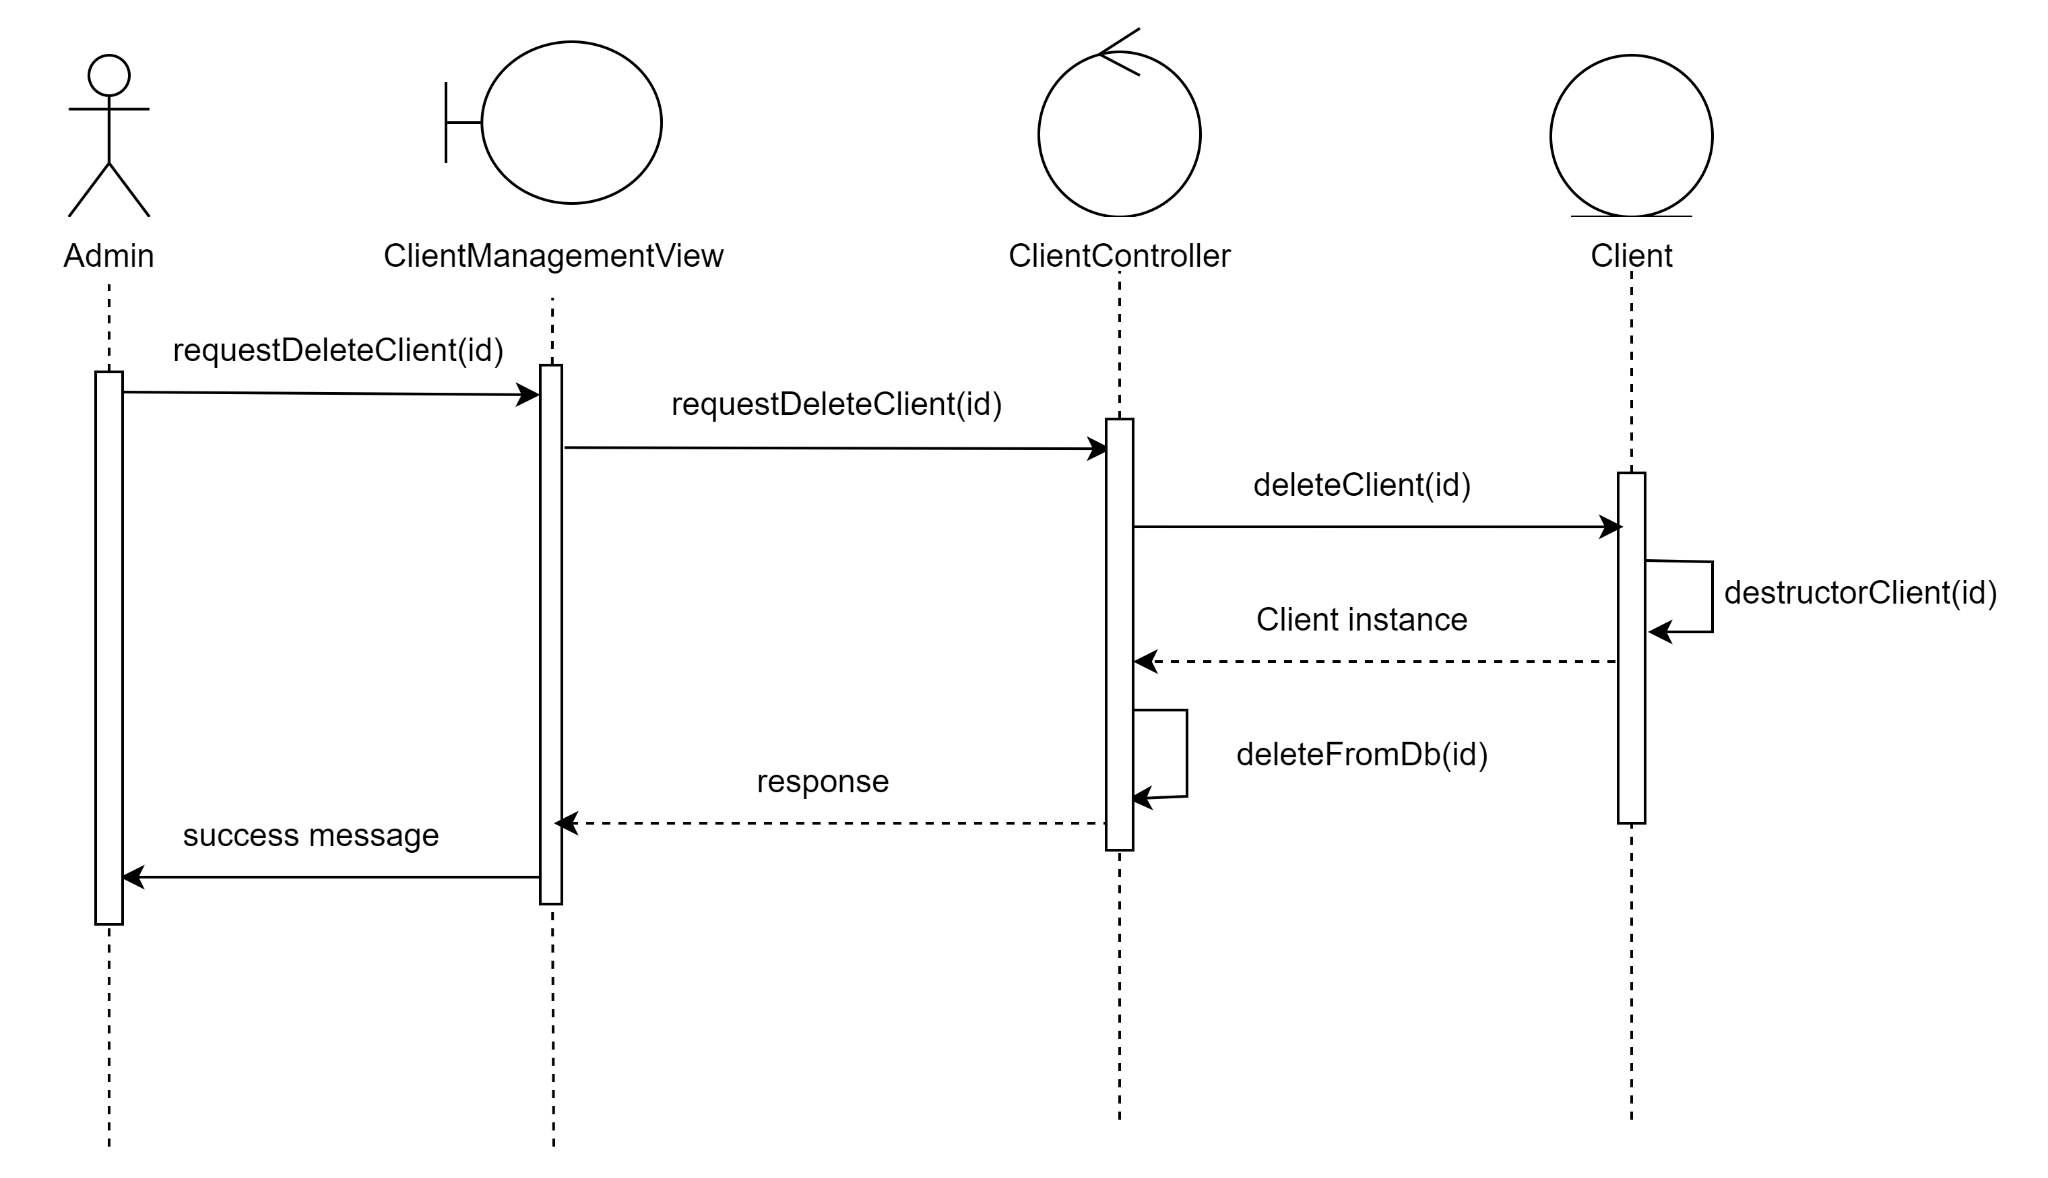 Admin
ClientManagementView
ClientController
Client
requestDeleteClient(id)
requestDeleteClient(id)
deleteClient(id)
destructorClient(id)
Client instance
deleteFromDb(id)
response
success message